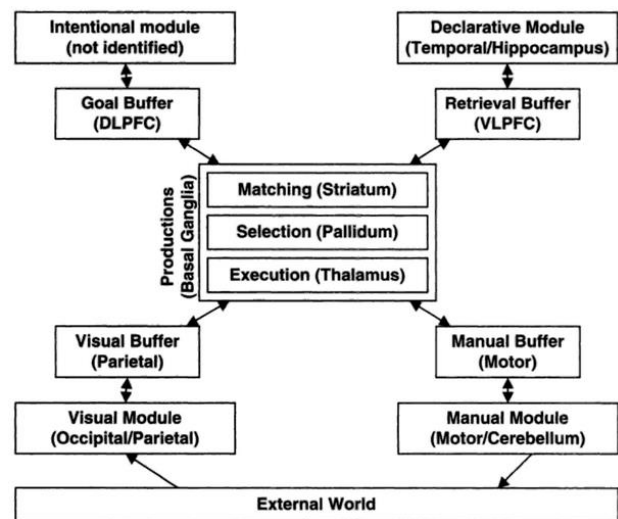 Intentional module
(not identified)
Declarative Module
(Temporal/Hippocampus)
Goal Buffer
(DLPFC)
Retrieval Buffer
(VLPFC)
Productions
(Basal Ganglia)
Matching (Striatum)
Selection (Pallidum)
Execution (Thalamus)
Visual Buffer
(Parietal)
Manual Buffer
(Motor)
Visual Module
(Occipital/Parietal)
Manual Module
(Motor/Cerebellum)
External World